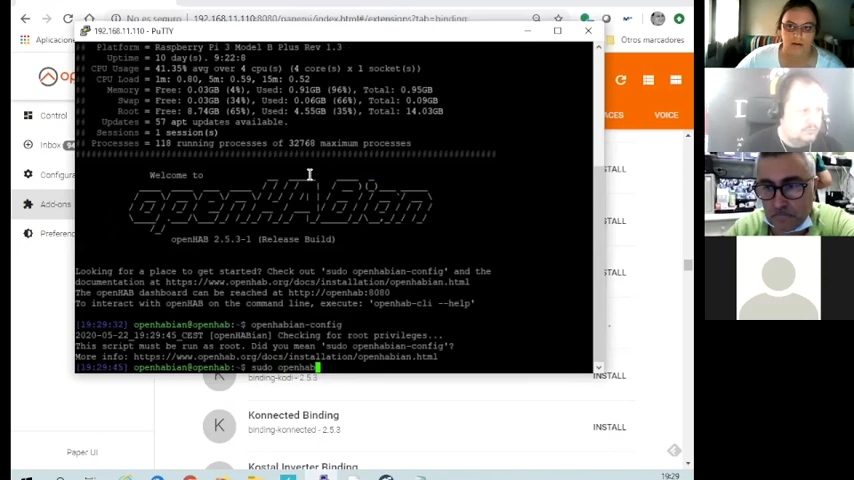 No es seguro
192.168.11.110:8080/paperui/index.html#/extensions?tab=binding
192.168.11.110 - PuTTY
Aplicacion
Otros marcadores
## Platform = Raspberry Pi 3 Model B Plus Rev 1.3
## Uptime = 10 day(s). 9:22:8
## CPU Usage = 41.35% avg over 4 cpu(s) (4 core(s) x 1 socket(s))
## CPU Load = 1m: 0.80, 5m: 0.59, 15m: 0.52
## Memory = Free: 0.03GB (4%), Used: 0.91GB (96%), Total: 0.95GB
## Swap = Free: 0.03GB (34%), Used: 0.06GB (66%), Total: 0.09GB
## Root = Free: 8.74GB (65%), Used: 4.55GB (35%), Total: 14.03GB
## Updates = 57 apt updates available.
## Sessions = 1 session(s)
## Processes = 118 running processes of 32768 maximum processes
Welcome to
openHABian
openHAB 2.5.3-1 (Release Build)
Looking for a place to get started? Check out 'sudo openhabian-config' and the
documentation at https://www.openhab.org/docs/installation/openhabian.html
The openHAB dashboard can be reached at http://openhab:8080
To interact with openHAB on the command line, execute: 'openhab-cli --help'
[19:29:32] openhabian@openhab:~$ openhabian-config
2020-05-22_19:29:45_CEST [openHABian] Checking for root privileges...
This script must be run as root. Did you mean 'sudo openhabian-config'?
More info: https://www.openhab.org/docs/installation/openhabian.html
[19:29:45] openhabian@openhab:~$ sudo openhab
op
Control
Inbox
Configura
Add-ons
Preferenc
Paper UI
ACES
VOICE
INSTALL
INSTALL
INSTALL
K
binding-kodi - 2.5.3
INSTALL
K
Konnected Binding
binding-konnected - 2.5.3
INSTALL
Kostal Inverter Binding
19:29